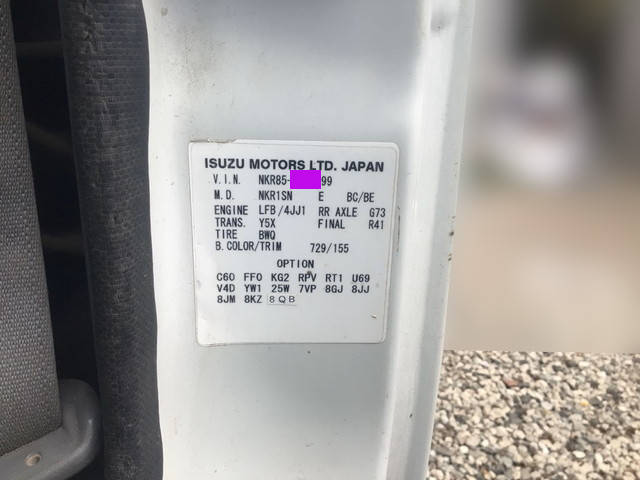 ISUZU MOTORS LTD. JAPAN
V.I.N. NKR85- 99
M.D. NKR1SN E BC/BE
ENGINE LFB/4JJ1 RR AXLE G73
TRANS. Y5X FINAL R41
TIRE BWQ
B.COLOR/TRIM 729/155
OPTION
C60 FF0 KG2 RPV RT1 U69
V4D YW1 25W 7VP 8GJ 8JJ
8JM 8KZ 8QB